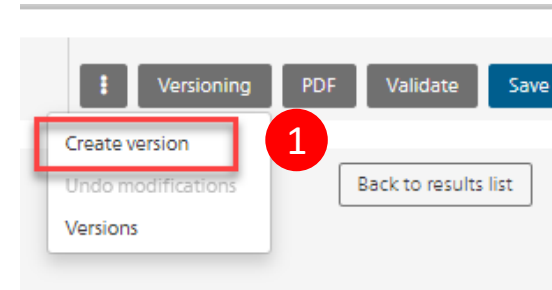 Versioning PDF Validate Save
Create version
1
Undo modifications
Back to results list
Versions